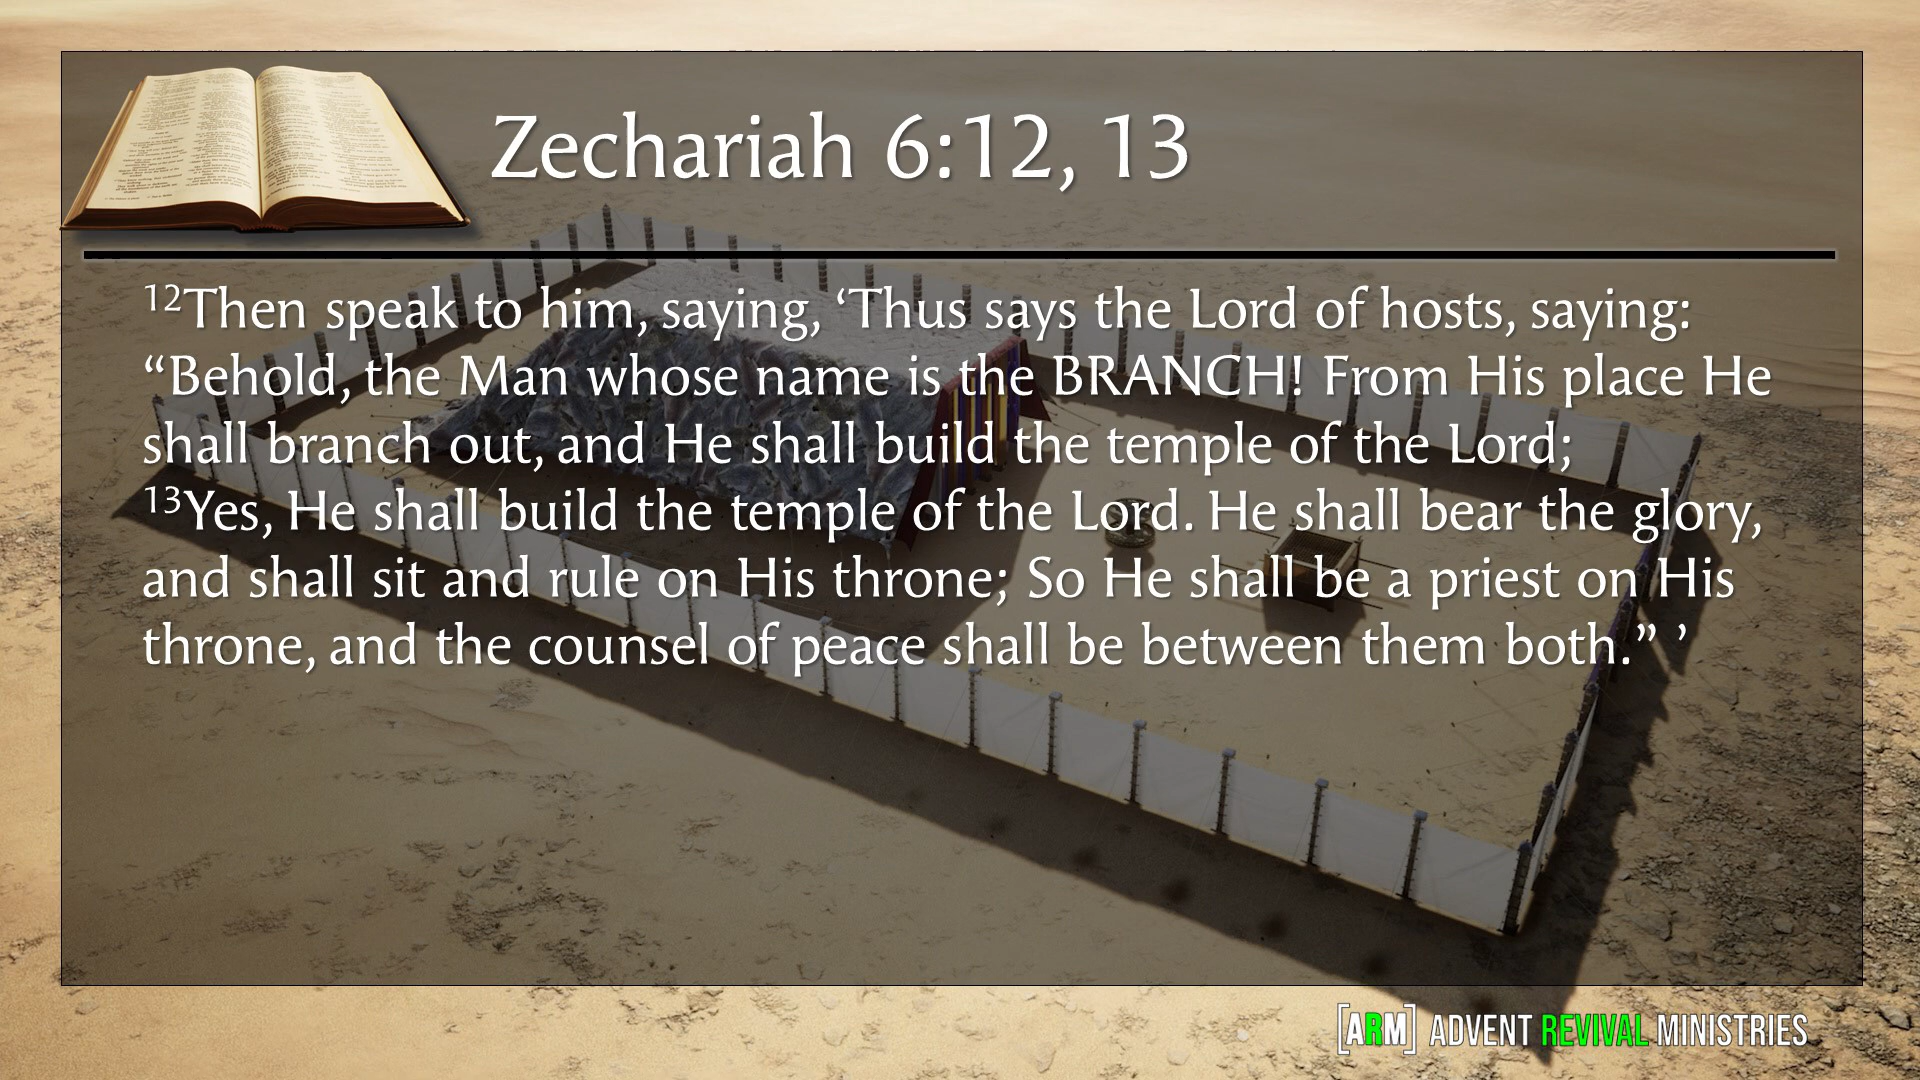 Zechariah 6:12, 13
¹²Then speak to him, saying, ‘Thus says the Lord of hosts, saying:
“Behold, the Man whose name is the BRANCH! From His place He
shall branch out, and He shall build the temple of the Lord;
¹³Yes, He shall build the temple of the Lord. He shall bear the glory,
and shall sit and rule on His throne; So He shall be a priest on His
throne, and the counsel of peace shall be between them both.” ’
[ARM] ADVENT REVIVAL MINISTRIES